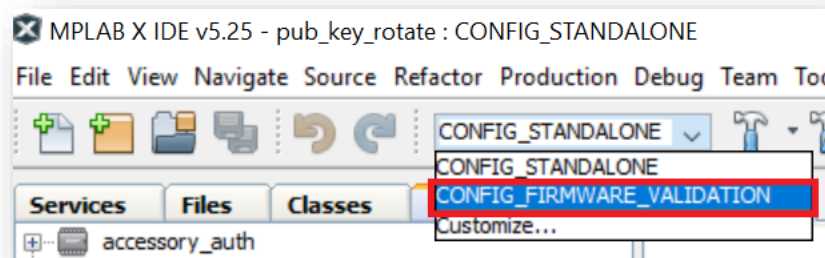 MPLAB X IDE v5.25 - pub_key_rotate : CONFIG_STANDALONE
File Edit View Navigate Source Refactor Production Debug Team
CONFIG_STANDALONE
CONFIG_STANDALONE
CONFIG_FIRMWARE_VALIDATION
Customize...
Services Files Classes
accessory_auth